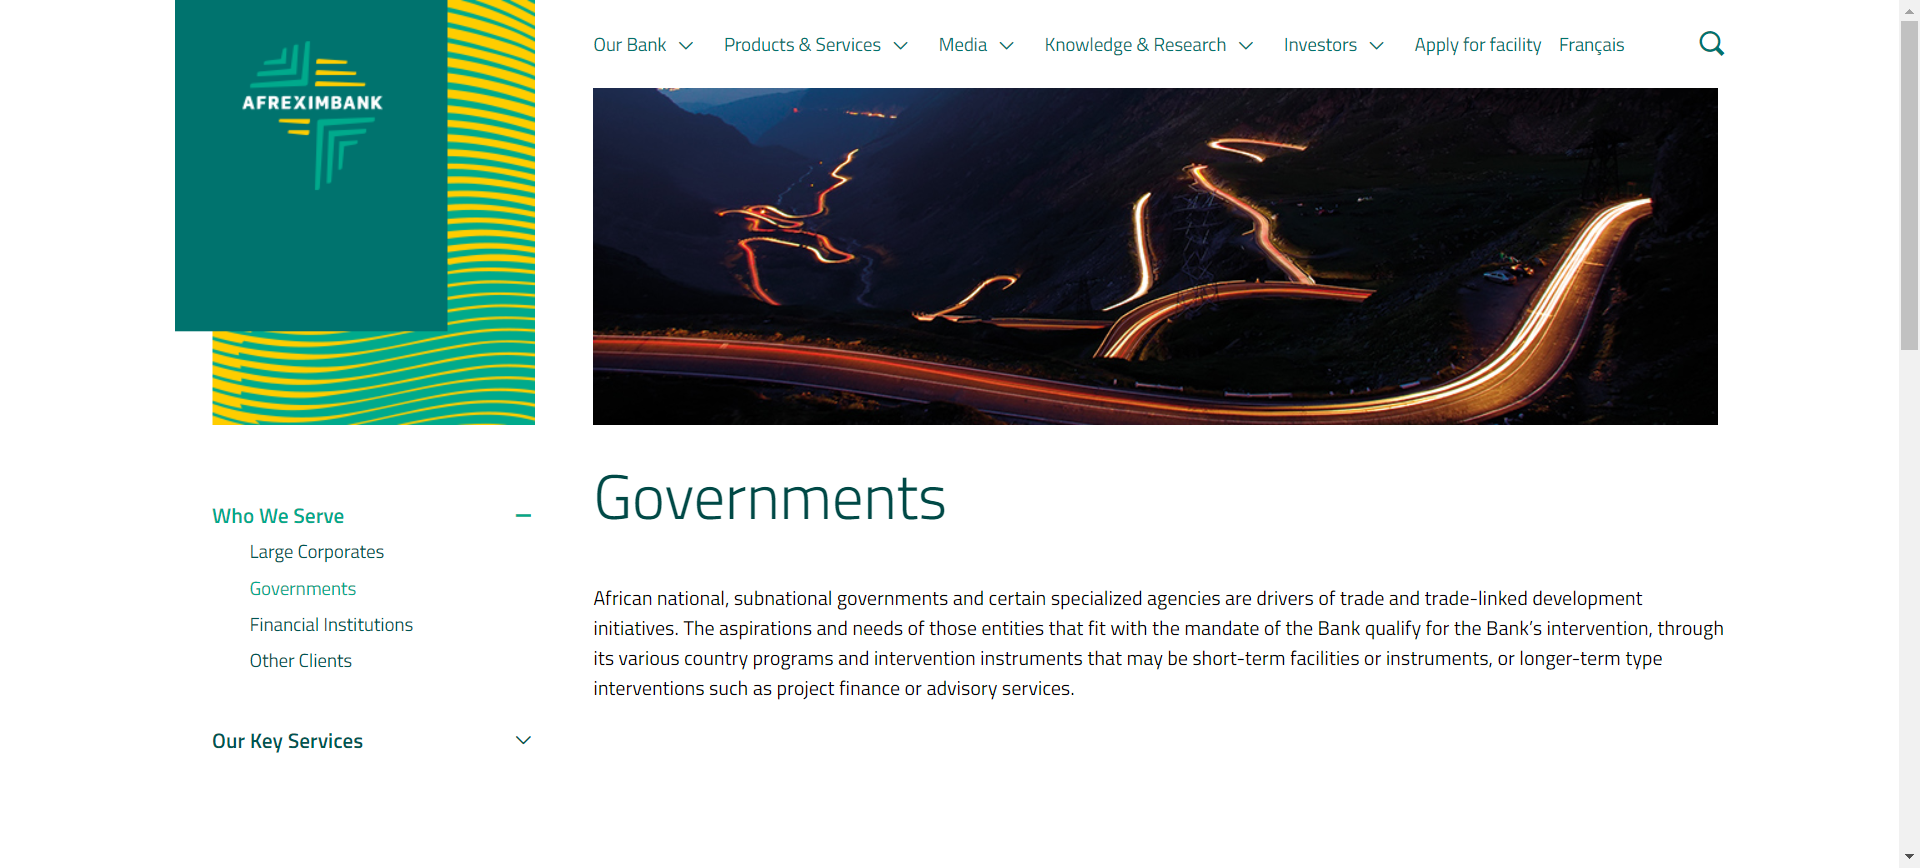 AFREXIMBANK
Our Bank
Products & Services
Media
Knowledge & Research
Investors
Apply for facility
Français
Who We Serve
Large Corporates
Governments
Financial Institutions
Other Clients
Our Key Services
Governments
African national, subnational governments and certain specialized agencies are drivers of trade and trade-linked development
initiatives. The aspirations and needs of those entities that fit with the mandate of the Bank qualify for the Bank’s intervention, through
its various country programs and intervention instruments that may be short-term facilities or instruments, or longer-term type
interventions such as project finance or advisory services.